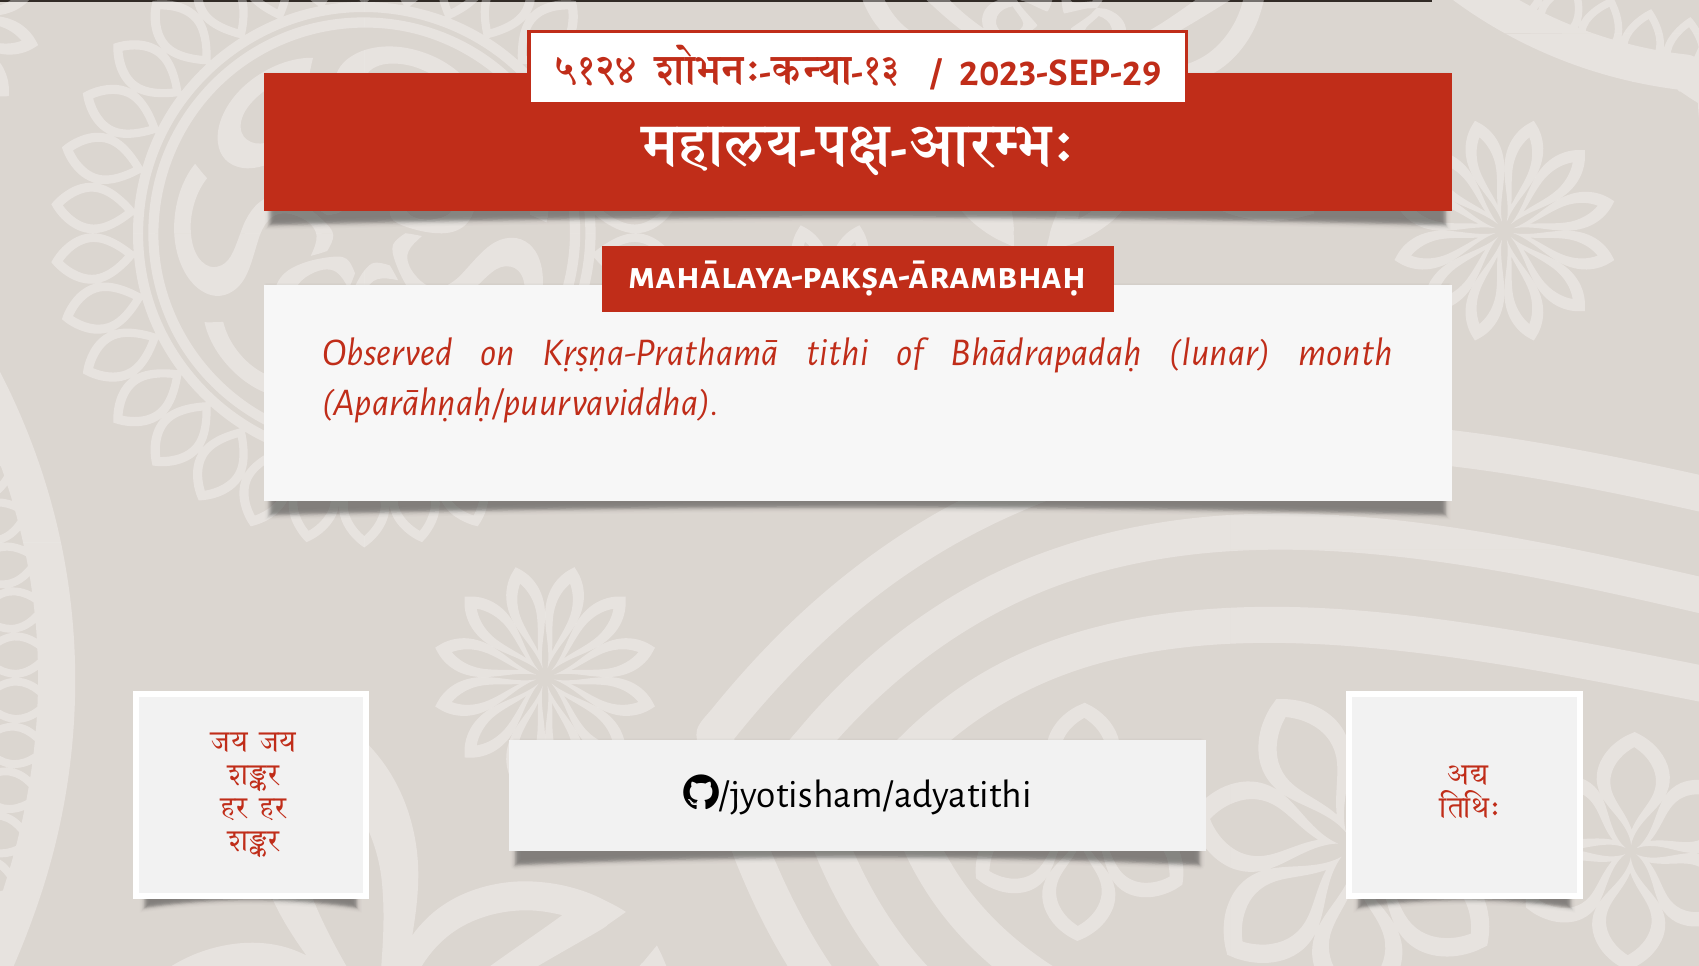 ५१२४ शोभनः-कन्या-१३ / 2023-SEP-29
महालय-पक्ष-आरम्भः
MAHĀLAYA-PAKṢA-ĀRAMBHAḤ
Observed on Kṛṣṇa-Prathamā tithi of Bhādrapadaḥ (lunar) month
(Aparāhṇaḥ/puurvaviddha).
जय जय
शङ्कर
हर हर
शङ्कर
/jyotisham/adyatithi
अद्य
तिथिः